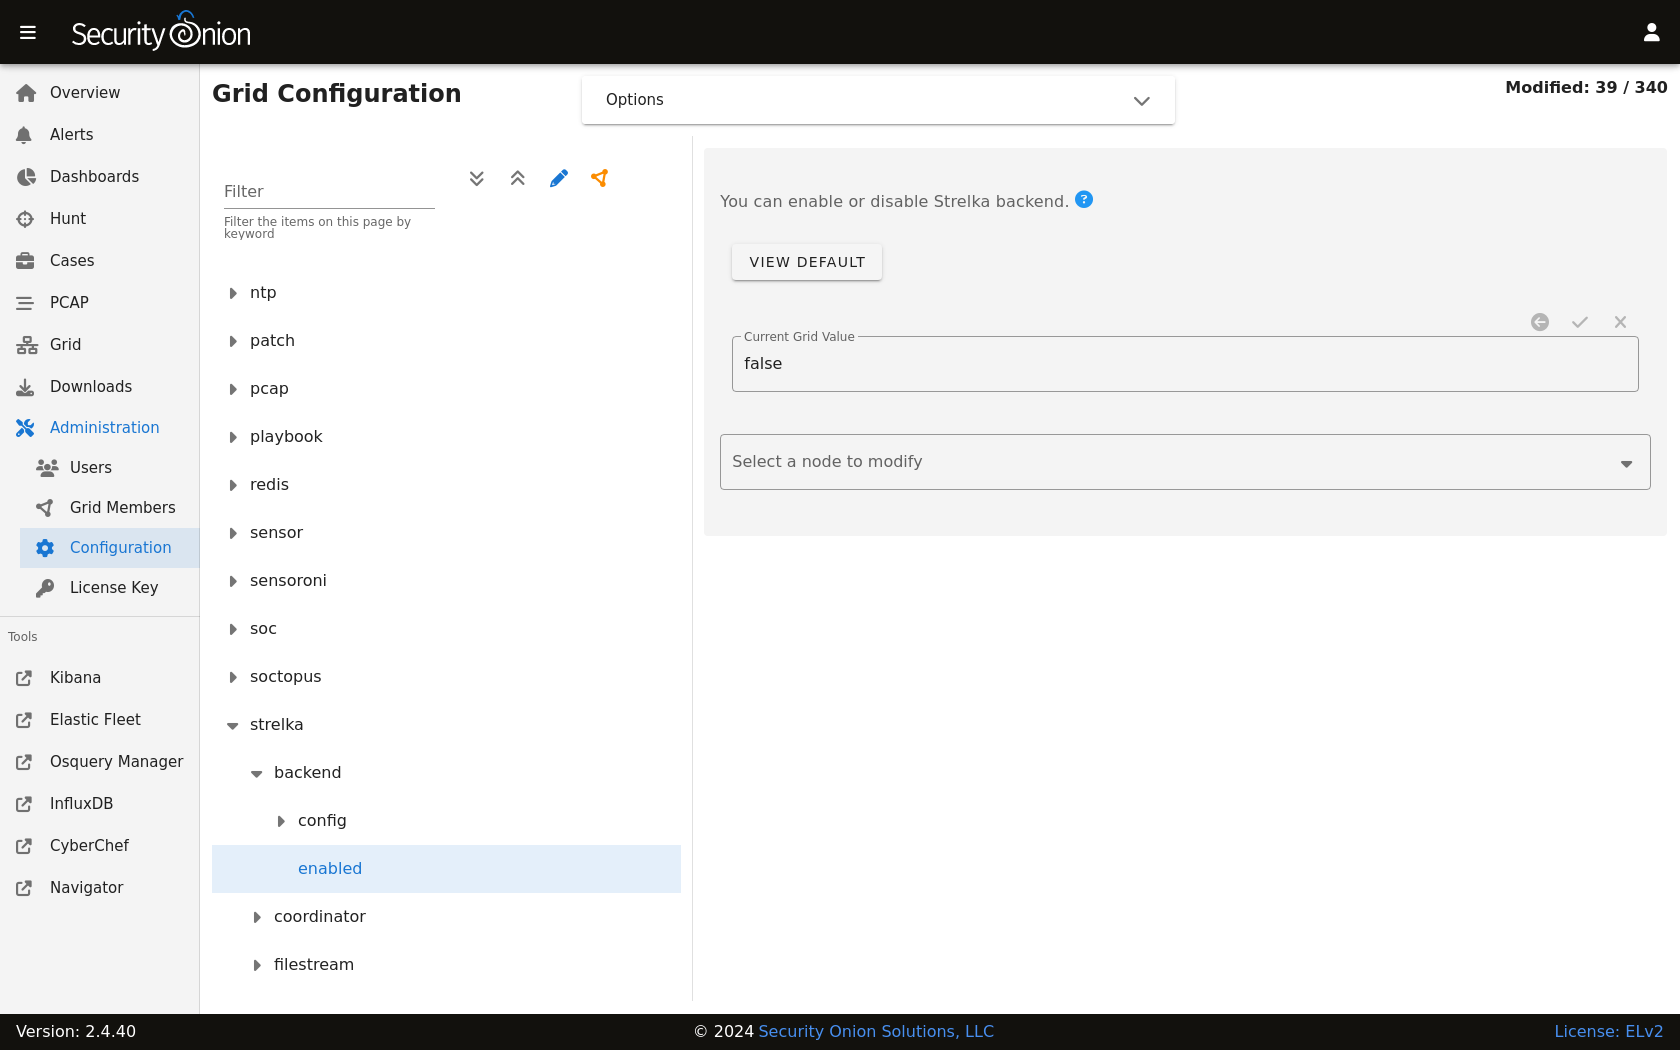 Security Onion
Overview
Alerts
Dashboards
Hunt
Cases
PCAP
Grid
Downloads
Administration
Users
Grid Members
Configuration
License Key
Tools
Kibana
Elastic Fleet
Osquery Manager
InfluxDB
CyberChef
Navigator
Grid Configuration
Options
Modified: 39 / 340
Filter
Filter the items on this page by
keyword
ntp
patch
pcap
playbook
redis
sensor
sensoroni
soc
soctopus
strelka
backend
config
enabled
coordinator
filestream
You can enable or disable Strelka backend. ?
VIEW DEFAULT
Current Grid Value
false
Select a node to modify
Version: 2.4.40
© 2024 Security Onion Solutions, LLC
License: ELv2